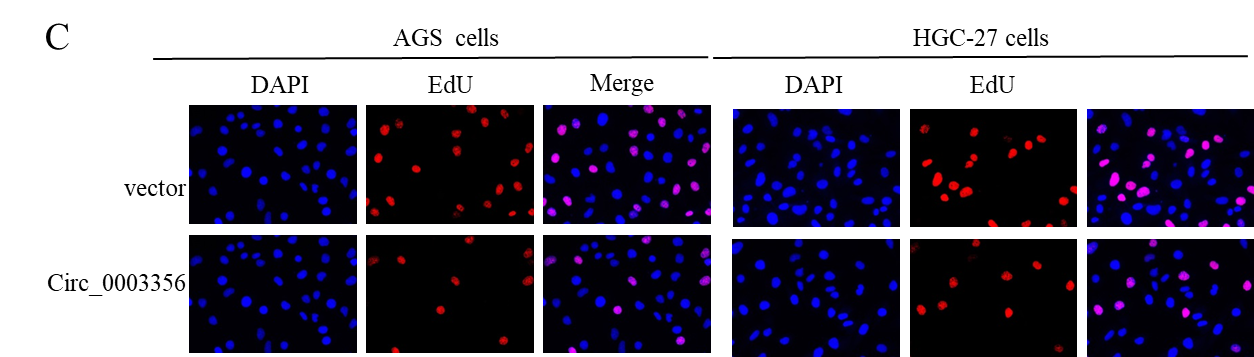 C
AGS cells HGC-27 cells
DAPI EdU Merge DAPI EdU
vector
Circ_0003356